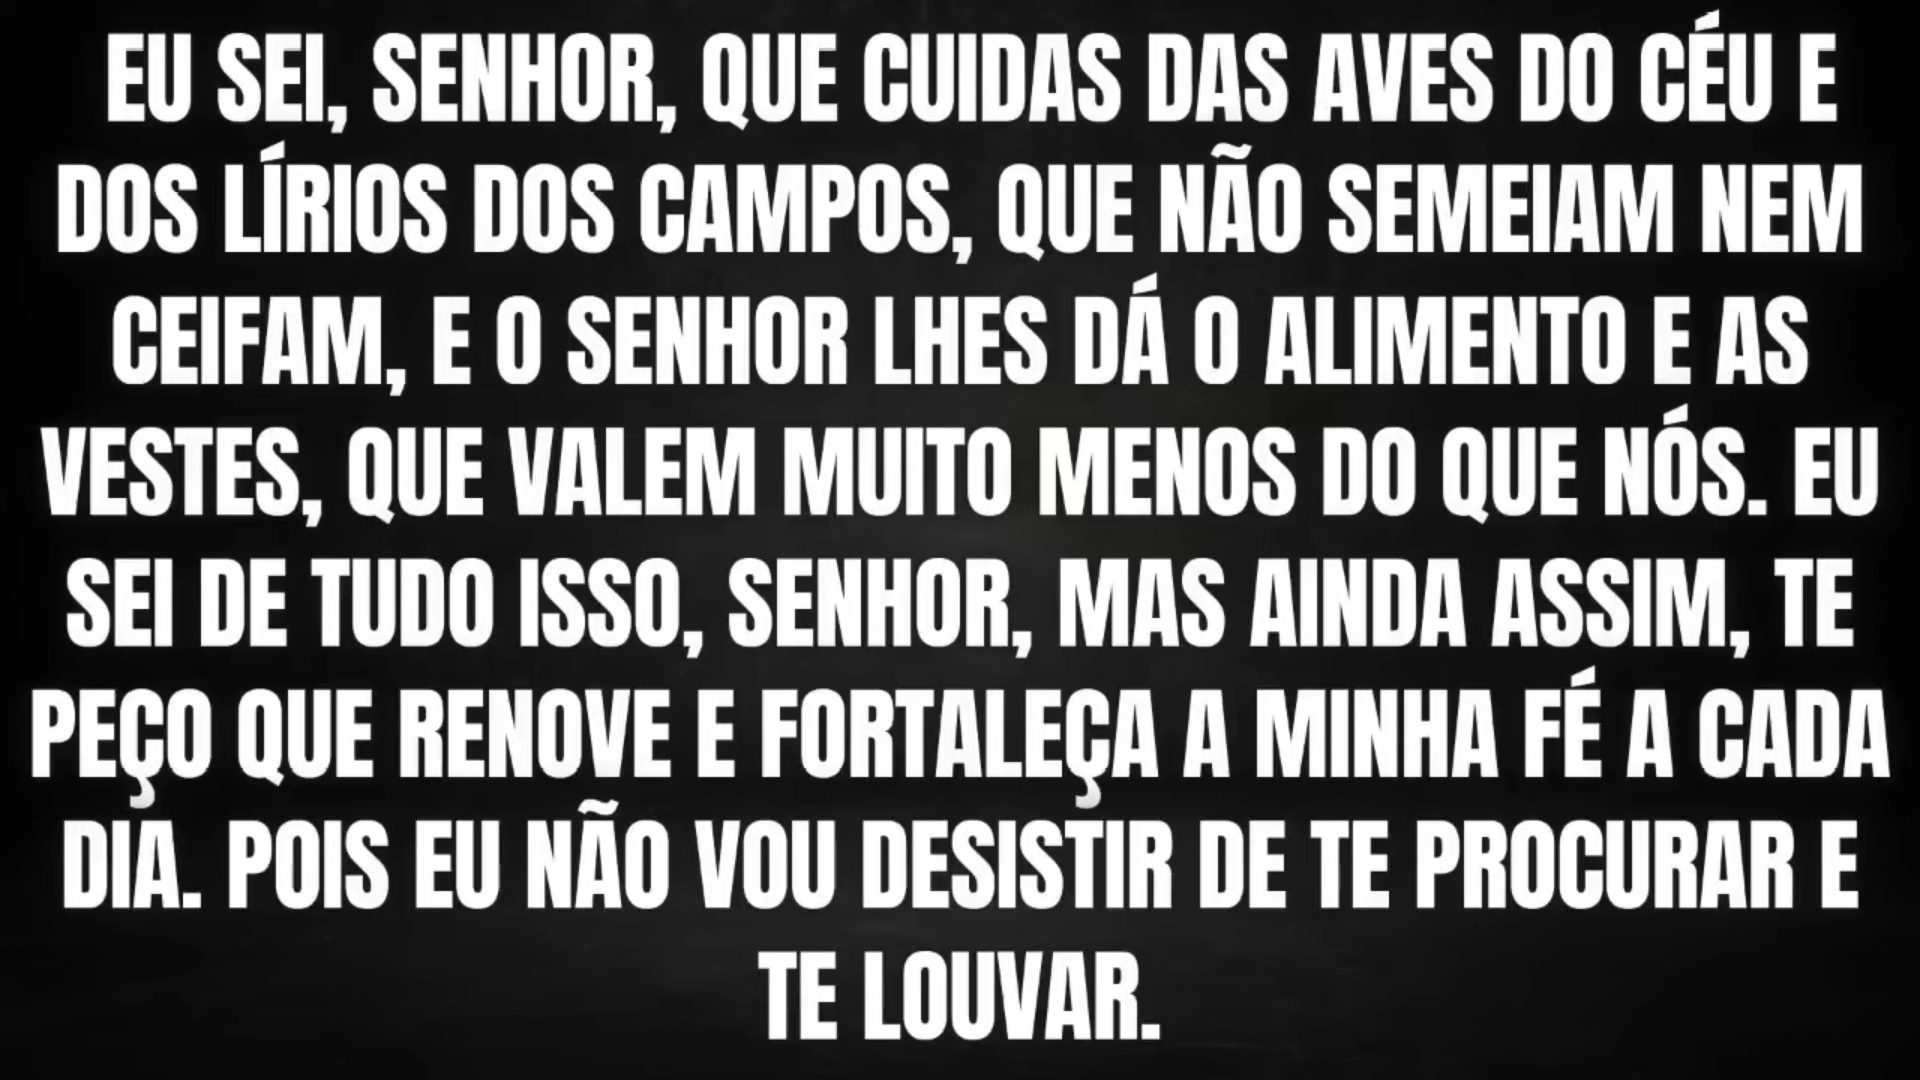 EU SEI, SENHOR, QUE CUIDAS DAS AVES DO CÉU E
DOS LÍRIOS DOS CAMPOS, QUE NÃO SEMEIAM NEM
CEIFAM, E O SENHOR LHES DÁ O ALIMENTO E AS
VESTES, QUE VALEM MUITO MENOS DO QUE NÓS. EU
SEI DE TUDO ISSO, SENHOR, MAS AINDA ASSIM, TE
PEÇO QUE RENOVE E FORTALEÇA A MINHA FÉ A CADA
DIA. POIS EU NÃO VOU DESISTIR DE TE PROCURAR E
TE LOUVAR.